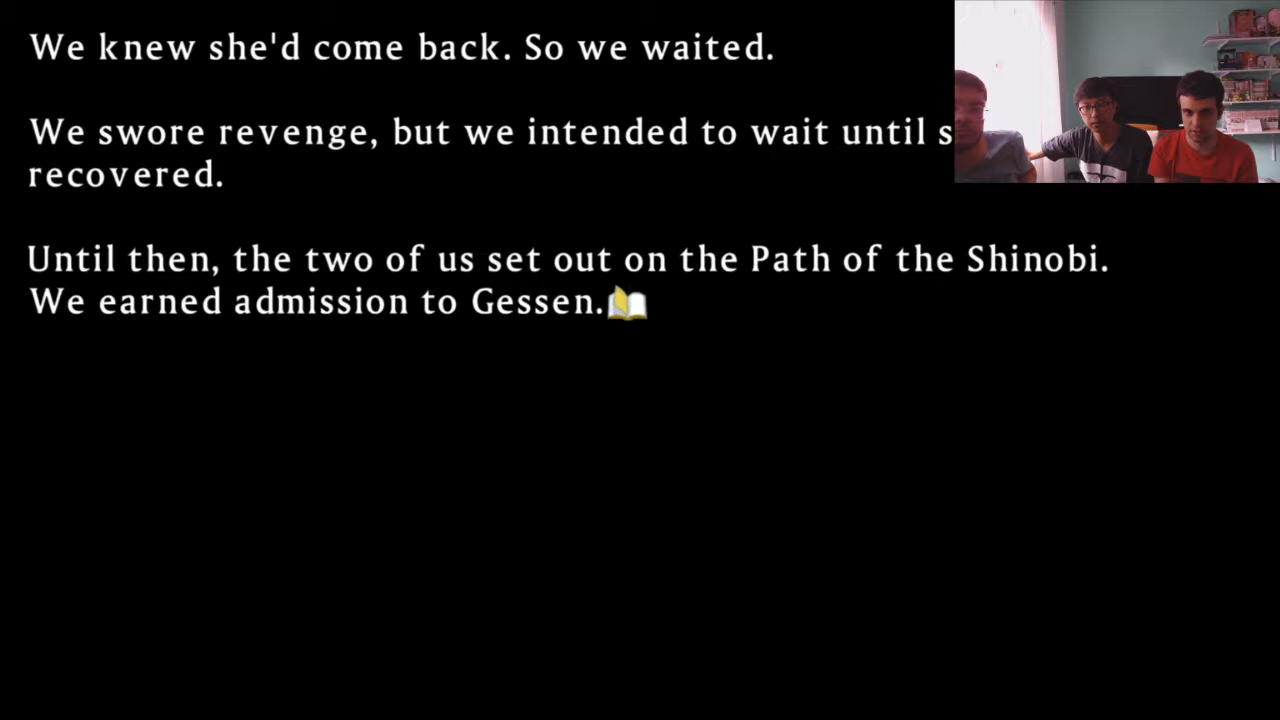 We knew she'd come back. So we waited.
We swore revenge, but we intended to wait until s
recovered.
Until then, the two of us set out on the Path of the Shinobi.
We earned admission to Gessen.